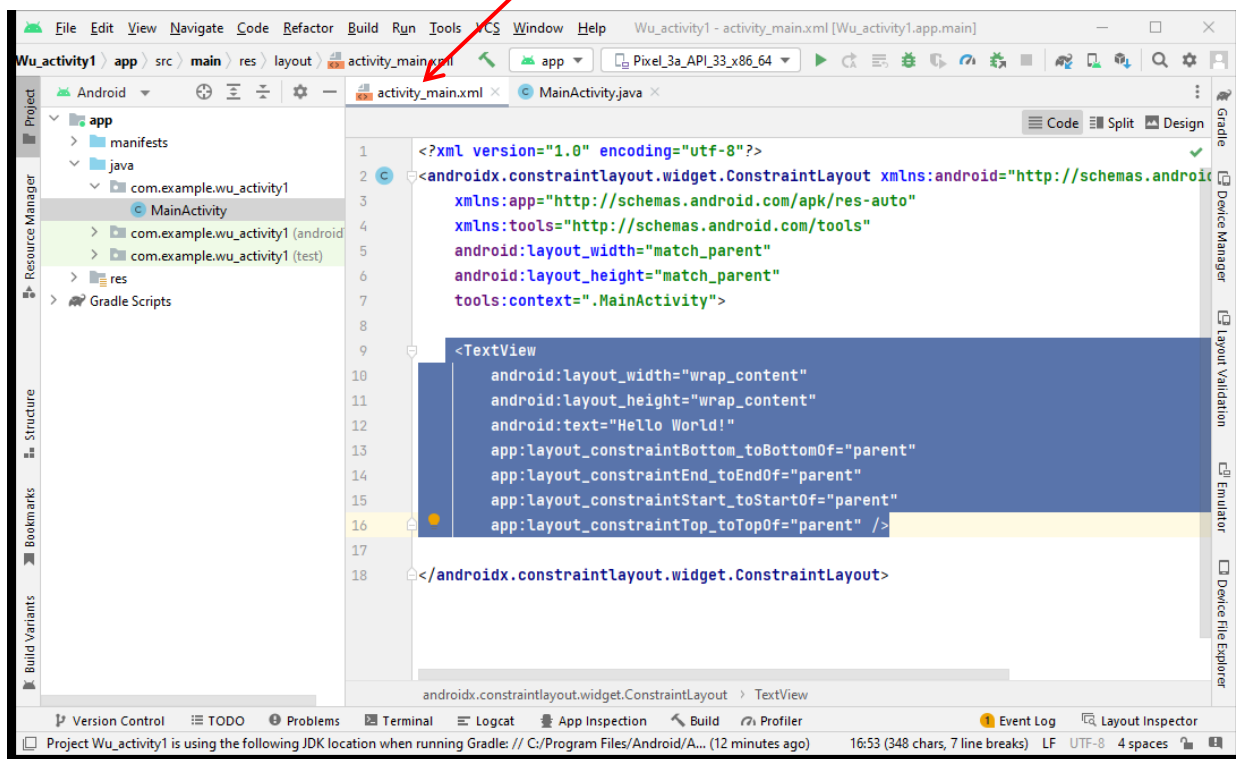 File Edit View Navigate Code Refactor Build Run Tools VCS Window Help Wu_activity1 - activity_main.xml [Wu_activity1.app.main]
Wu_activity1 app src main res layout activity_main.xml app Pixel_3a_API_33_x86_64
Project
Resource Manager
Structure
Bookmarks
Build Variants
Android
app
manifests
java
com.example.wu_activity1
MainActivity
com.example.wu_activity1 (android
com.example.wu_activity1 (test)
res
Gradle Scripts
activity_main.xml MainActivity.java
Code Split Design
1 <?xml version="1.0" encoding="utf-8"?>
2 C <androidx.constraintlayout.widget.ConstraintLayout xmlns:android="http://schemas.android
3 xmlns:app="http://schemas.android.com/apk/res-auto"
4 xmlns:tools="http://schemas.android.com/tools"
5 android:layout_width="match_parent"
6 android:layout_height="match_parent"
7 tools:context=".MainActivity">
8
9 <TextView
10 android:layout_width="wrap_content"
11 android:layout_height="wrap_content"
12 android:text="Hello World!"
13 app:layout_constraintBottom_toBottomOf="parent"
14 app:layout_constraintEnd_toEndOf="parent"
15 app:layout_constraintStart_toStartOf="parent"
16 app:layout_constraintTop_toTopOf="parent" />
17
18 </androidx.constraintlayout.widget.ConstraintLayout>
androidx.constraintlayout.widget.ConstraintLayout TextView
Gradle
Device Manager
Layout Validation
Emulator
Device File Explorer
Version Control TODO Problems Terminal Logcat App Inspection Build Profiler 1 Event Log Layout Inspector
Project Wu_activity1 is using the following JDK location when running Gradle: // C:/Program Files/Android/A... (12 minutes ago) 16:53 (348 chars, 7 line breaks) LF UTF-8 4 spaces